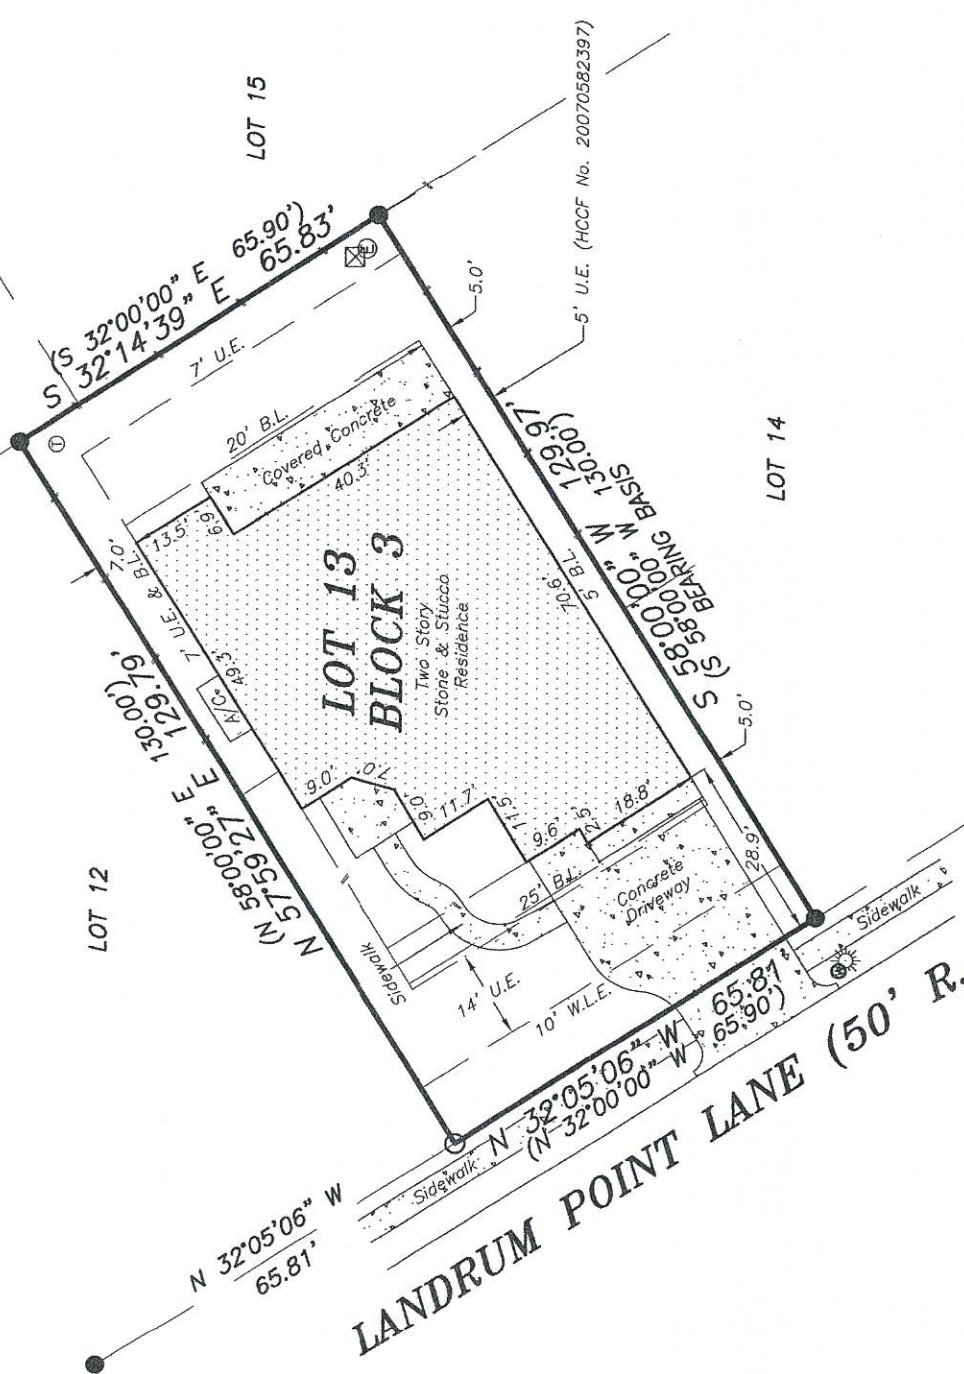 LOT 15
(S 32°00'00" E 65.90')
S 32°14'39" E 65.83'
5' U.E. (HCCF No. 20070582397)
5.0'
7' U.E.
T
E
20' B.L.
Covered Concrete
40.3'
6.9'
13.5'
7.0'
7' U.E. & B.L.
49.3'
A/C
LOT 13
BLOCK 3
Two Story
Stone & Stucco
Residence
70.6'
5' B.L.
S 58°00'00" W 129.97'
(S 58°00'00" W 130.00')
BEARING BASIS
LOT 14
5.0'
(N 58°00'00" E 130.00')
N 57°59'27" E 129.79'
LOT 12
9.0'
7.0'
9.0'
11.7'
11.5'
9.6'
2.5'
18.8'
28.9'
25' B.L.
Concrete
Driveway
Sidewalk
14' U.E.
10' W.L.E.
N 32°05'06" W 65.81'
(N 32°00'00" W 65.90')
Sidewalk
Sidewalk
N 32°05'06" W
65.81'
LANDRUM POINT LANE (50' R.